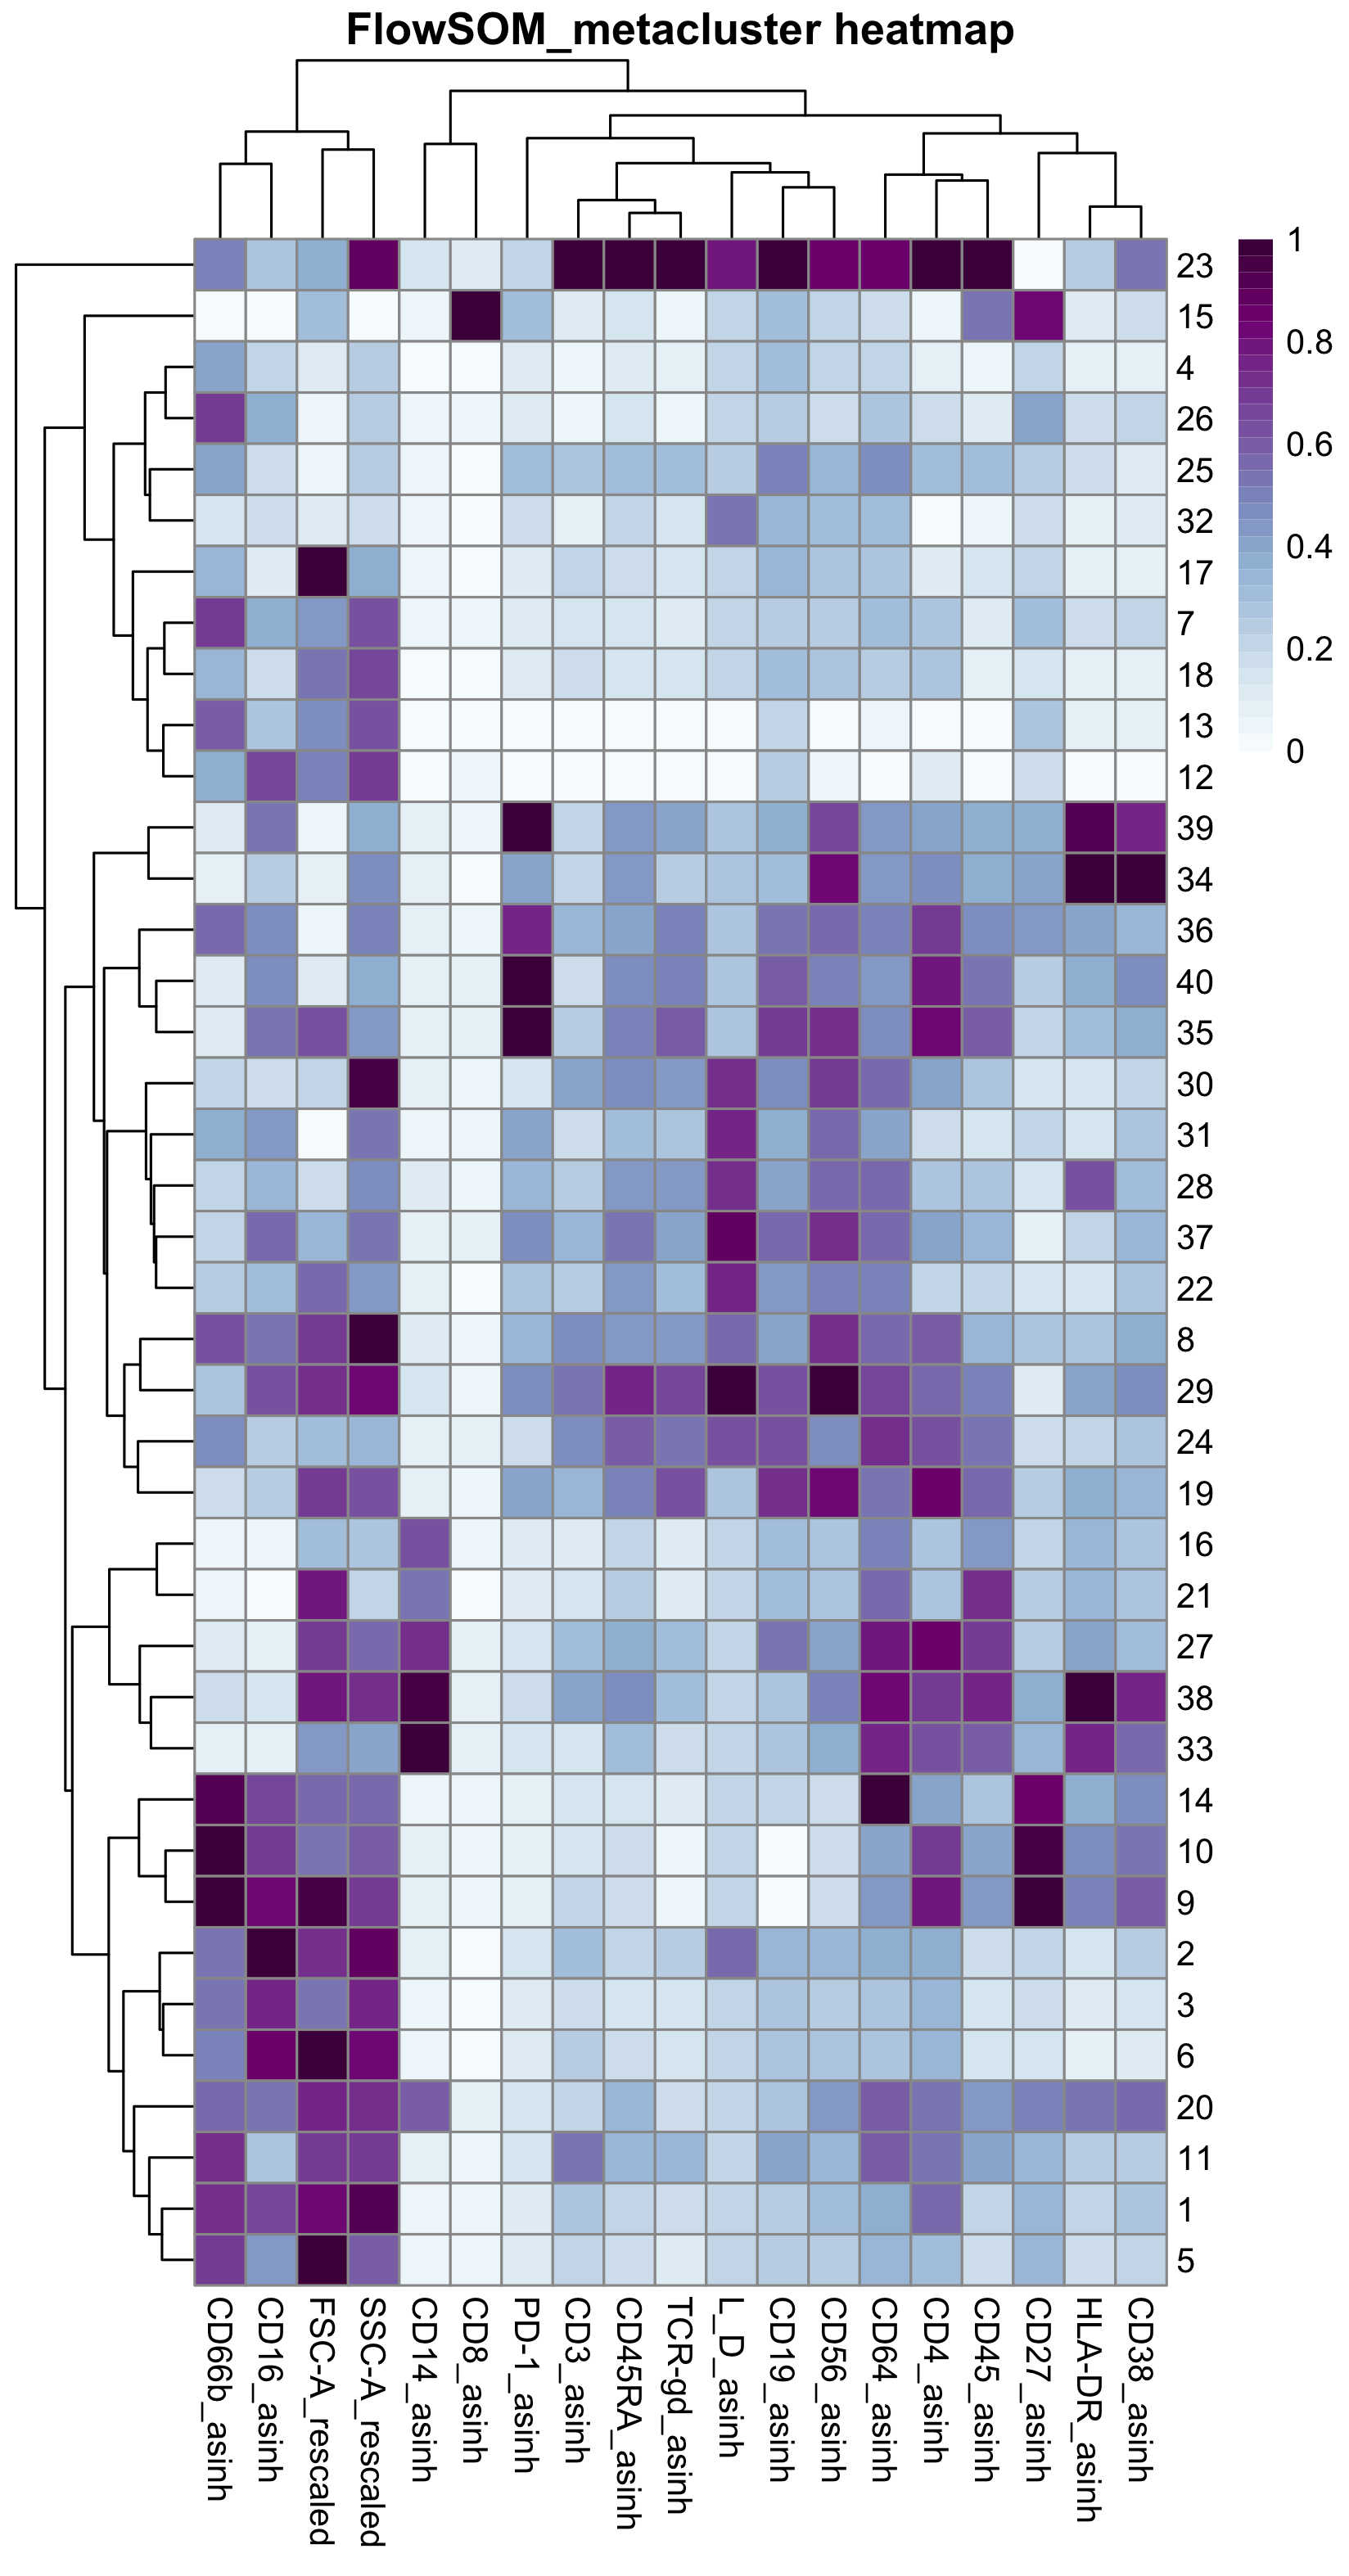 FlowSOM_metacluster heatmap
1
0.8
0.6
0.4
0.2
0
23
15
4
26
25
32
17
7
18
13
12
39
34
36
40
35
30
31
28
37
22
8
29
24
19
16
21
27
38
33
14
10
9
2
3
6
20
11
1
5
CD66b_asinh
CD16_asinh
FSC-A_rescaled
SSC-A_rescaled
CD14_asinh
CD8_asinh
PD-1_asinh
CD3_asinh
CD45RA_asinh
TCR-gd_asinh
L_D_asinh
CD19_asinh
CD56_asinh
CD64_asinh
CD4_asinh
CD45_asinh
CD27_asinh
HLA-DR_asinh
CD38_asinh